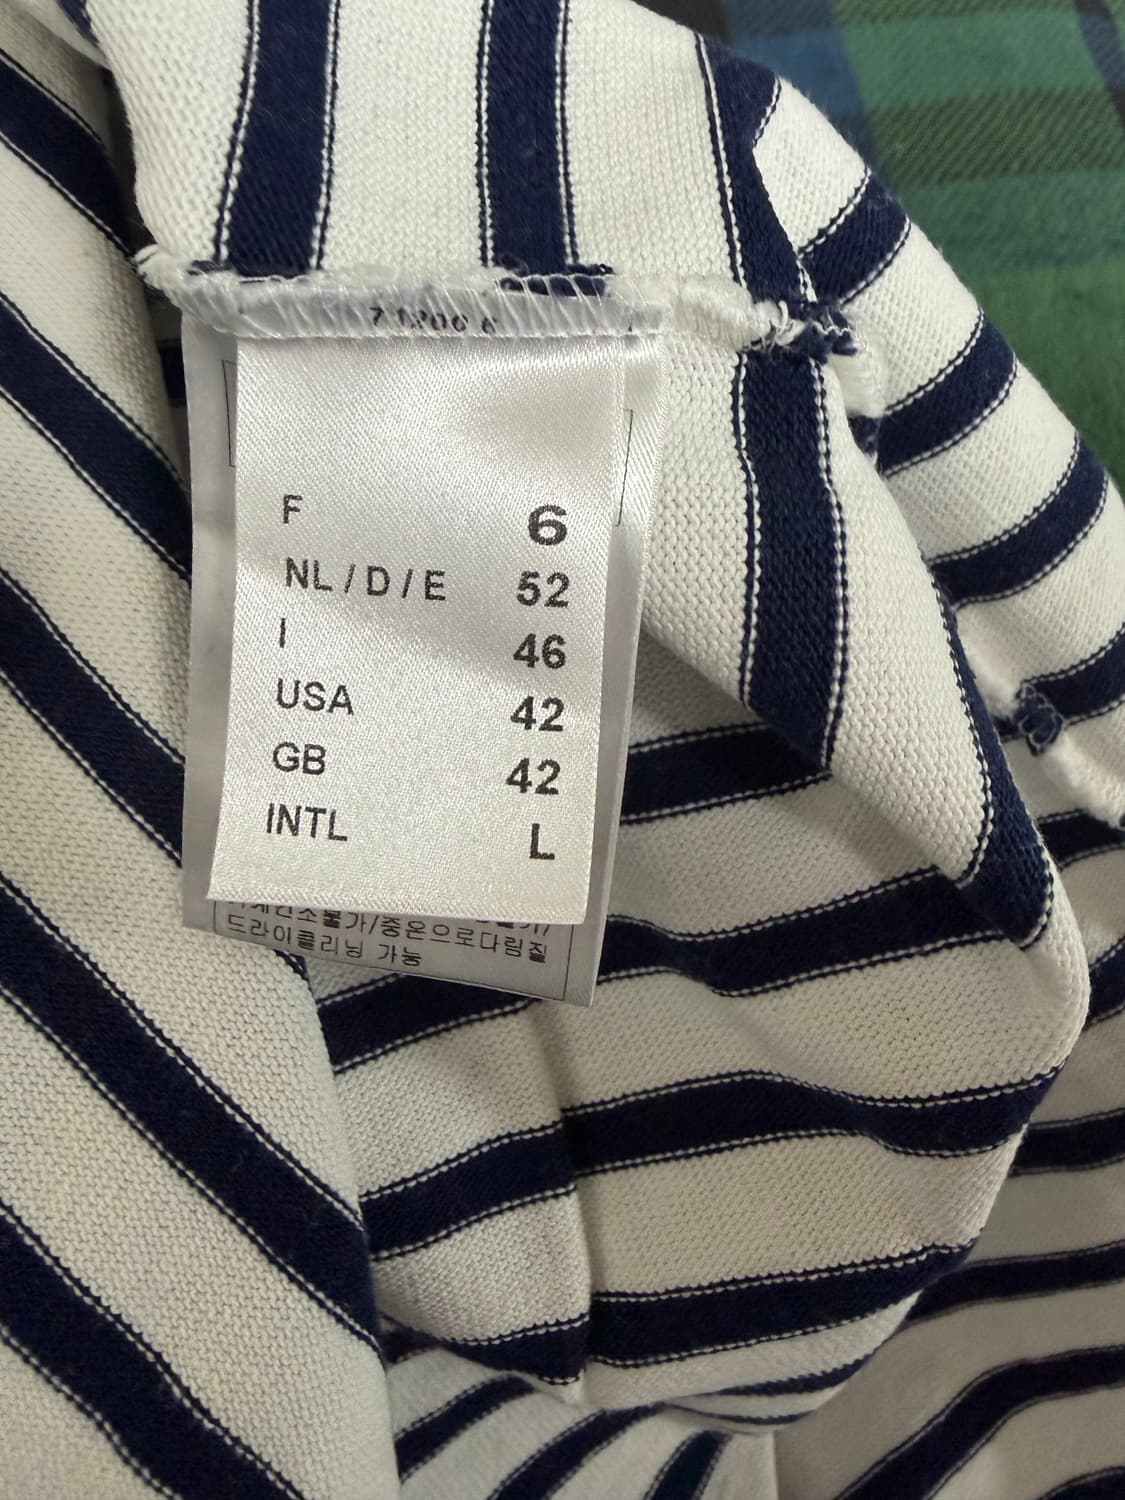 F 6
NL / D / E 52
I 46
USA 42
GB 42
INTL L
드라이클리닝 가능